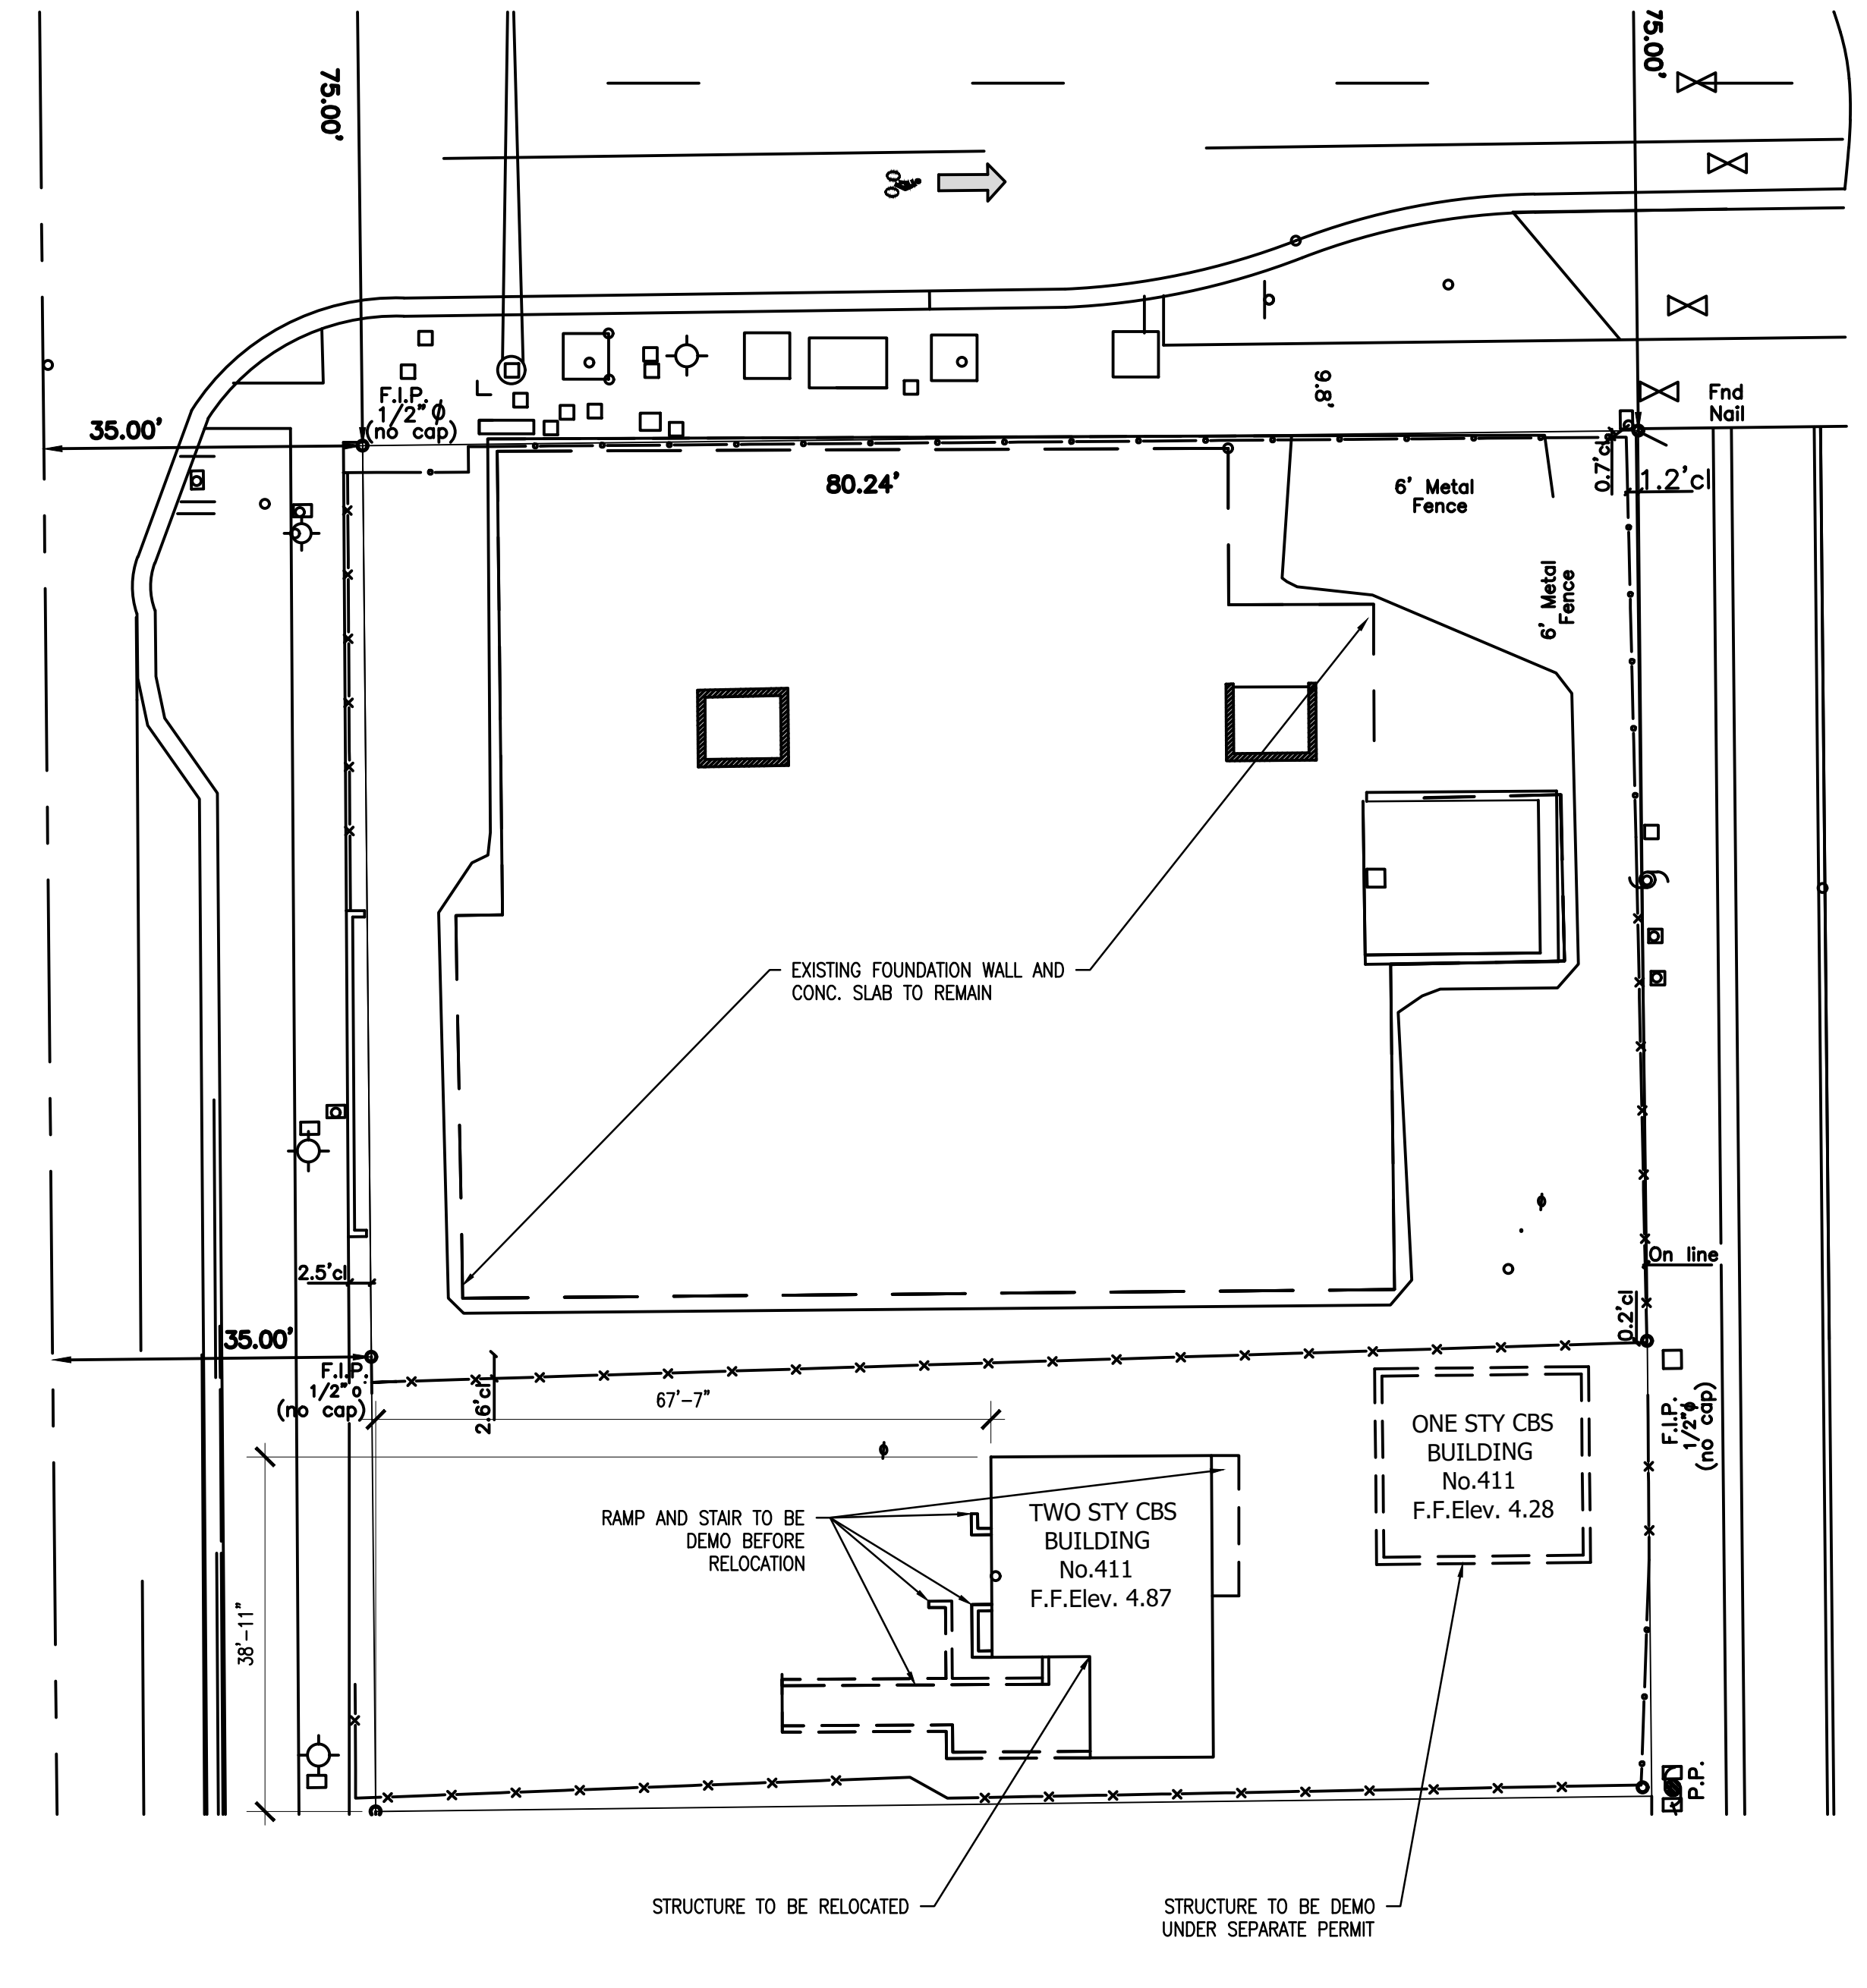 75.00'
75.00'
0.0
F.I.P.
1/2" ϕ
(no cap)
35.00'
9.8'
Fnd
Nail
80.24'
6' Metal
Fence
0.7'cl
1.2'cl
6' Metal
Fence
EXISTING FOUNDATION WALL AND
CONC. SLAB TO REMAIN
On line
2.5'cl
0.2'cl
35.00'
F.I.P.
1/2"
(no cap)
2.6'cl
67'-7"
F.I.P.
1/2"ϕ
(no cap)
ONE STY CBS
BUILDING
No.411
F.F.Elev. 4.28
RAMP AND STAIR TO BE
DEMO BEFORE
RELOCATION
TWO STY CBS
BUILDING
No.411
F.F.Elev. 4.87
38'-11"
P.P.
STRUCTURE TO BE RELOCATED
STRUCTURE TO BE DEMO
UNDER SEPARATE PERMIT